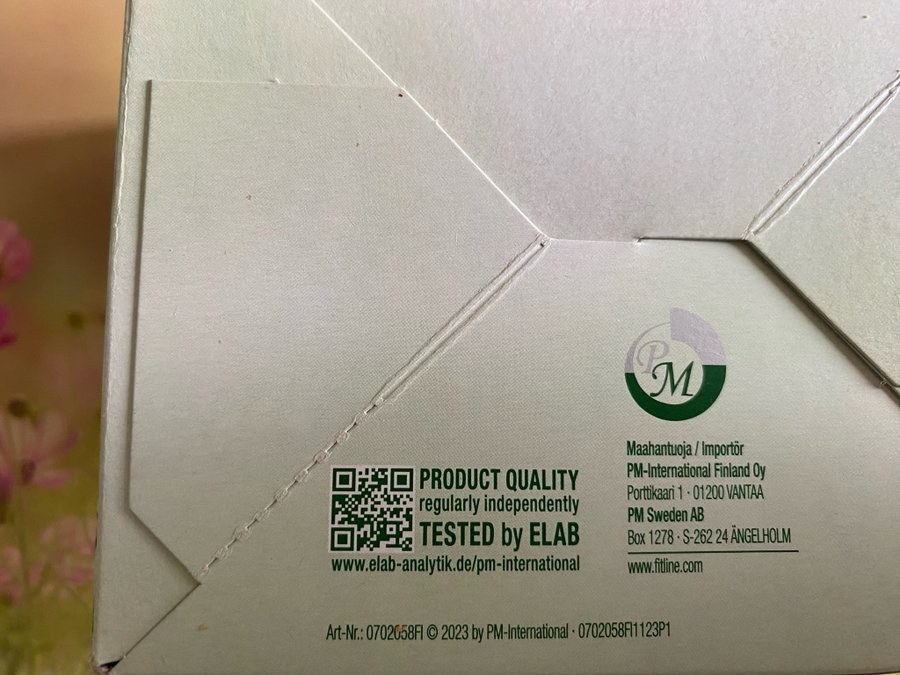 PM
PRODUCT QUALITY
regularly independently
TESTED by ELAB
www.elab-analytik.de/pm-international
Maahantuoja / Importör
PM-International Finland Oy
Porttikaari 1 · 01200 VANTAA
PM Sweden AB
Box 1278 · S-262 24 ÄNGELHOLM
www.fitline.com
Art-Nr.: 0702058FI © 2023 by PM-International · 0702058FI1123P1